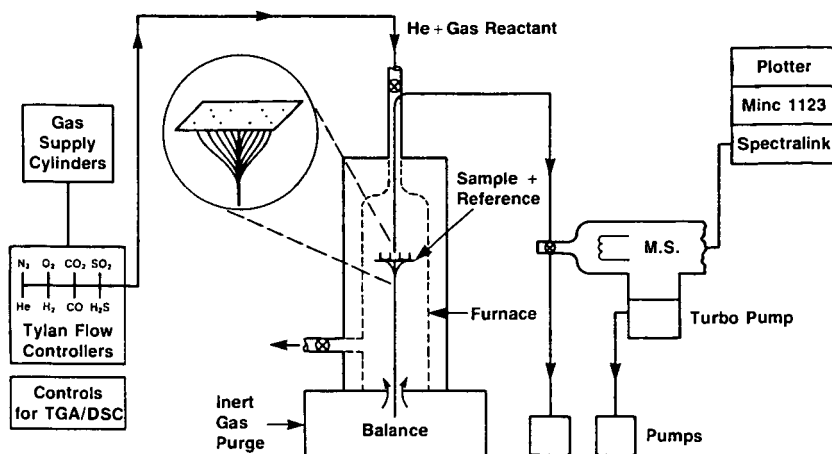 He + Gas Reactant
Gas
Supply
Cylinders
Plotter
Minc 1123
Spectralink
Sample +
Reference
M.S.
N₂ O₂ CO₂ SO₂
He H₂ CO H₂S
Tylan Flow
Controllers
Furnace
Turbo Pump
Controls
for TGA/DSC
Inert
Gas
Purge
Balance
Pumps